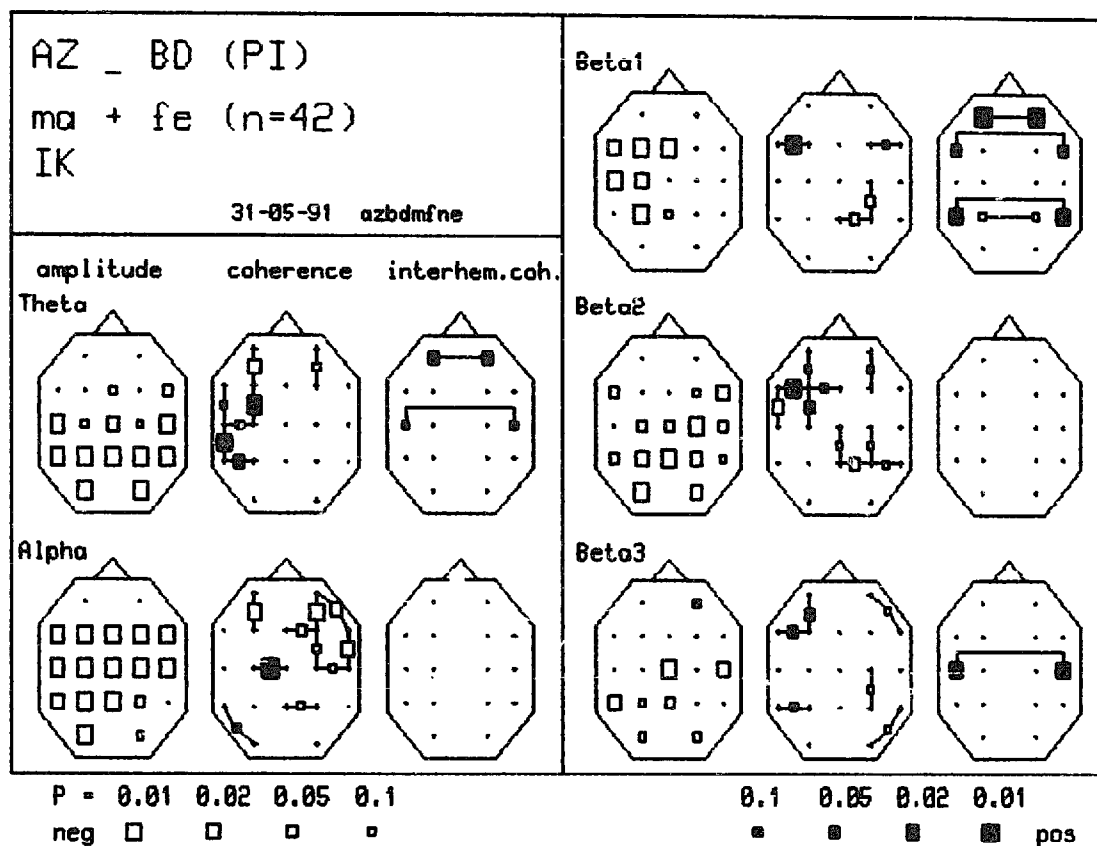 AZ _ BD (PI)
ma + fe (n=42)
IK
31-05-91 azbdmfne
amplitude coherence interhem.coh.
Theta
Alpha
Beta1
Beta2
Beta3
P = 0.01 0.02 0.05 0.1
neg
0.1 0.05 0.02 0.01
pos